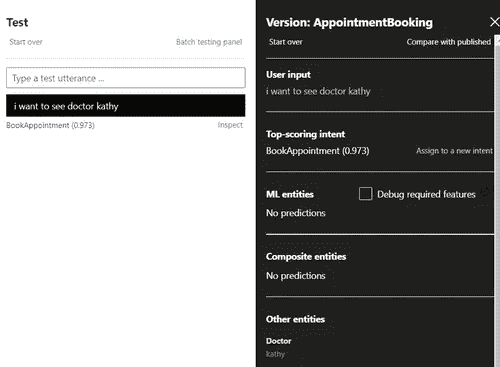 Test
Start over Batch testing panel
Type a test utterance ...
i want to see doctor kathy
BookAppointment (0.973) Inspect
Version: AppointmentBooking
Start over Compare with published
User input
i want to see doctor kathy
Top-scoring intent
BookAppointment (0.973) Assign to a new intent
ML entities Debug required features
No predictions
Composite entities
No predictions
Other entities
Doctor
kathy